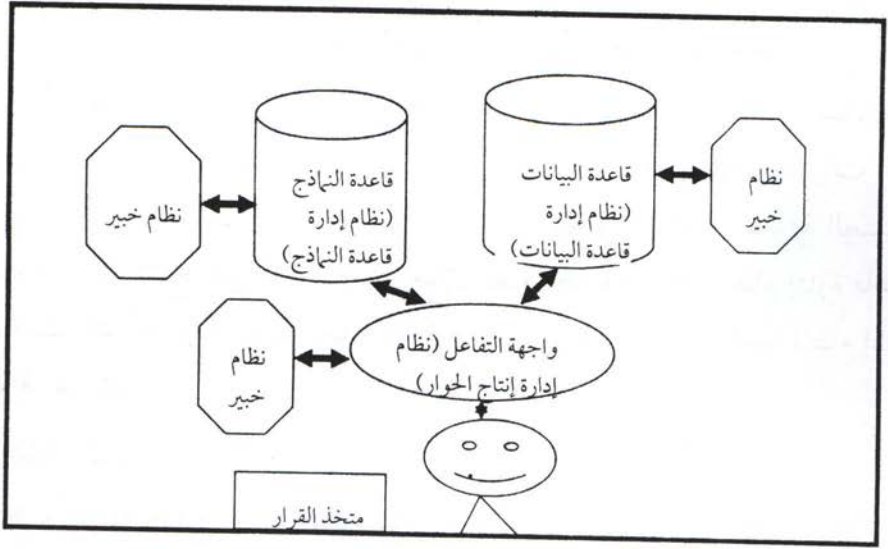 قاعدة البيانات
(نظام إدارة
قاعدة البيانات)
نظام
خبير
قاعدة النماذج
(نظام إدارة
قاعدة النماذج)
نظام خبير
واجهة التفاعل (نظام
إدارة إنتاج الحوار)
نظام
خبير
متخذ القرار